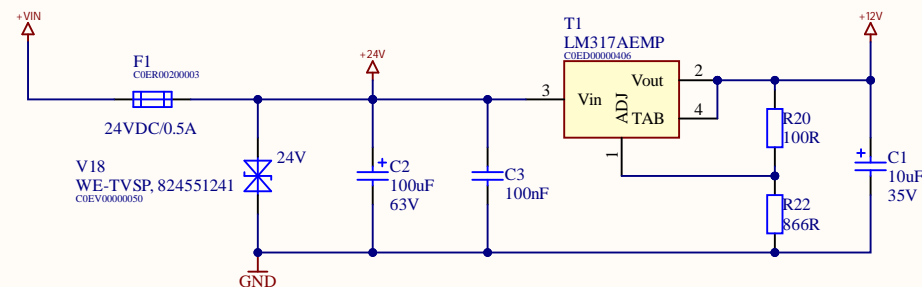 +VIN
F1
C0ER00200003
24VDC/0.5A
V18
WE-TVSP, 824551241
C0EV00000050
24V
GND
+24V
C2
100uF
63V
C3
100nF
T1
LM317AEMP
C0ED00000406
3
Vin
ADJ
Vout
TAB
2
4
1
R20
100R
R22
866R
+12V
C1
10uF
35V